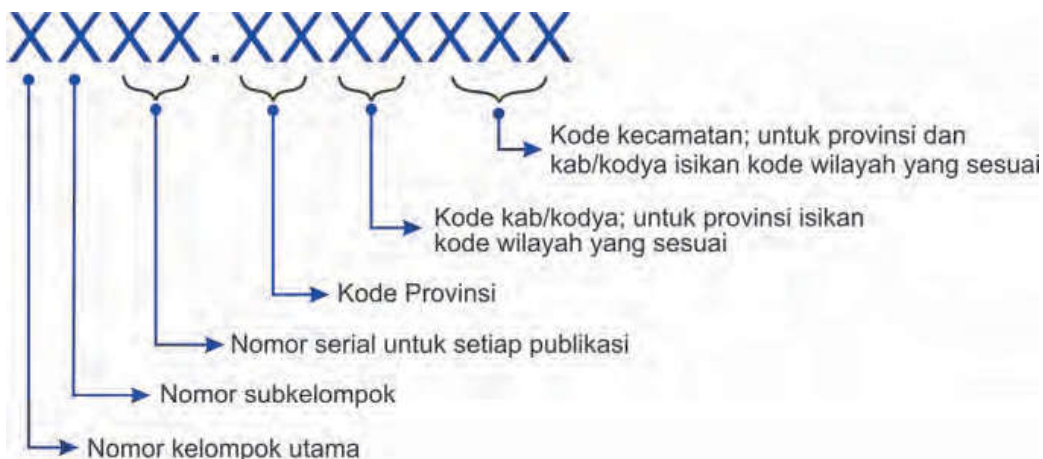 XXXX.XXXXXXX
Kode kecamatan; untuk provinsi dan
kab/kodya isikan kode wilayah yang sesuai
Kode kab/kodya; untuk provinsi isikan
kode wilayah yang sesuai
Kode Provinsi
Nomor serial untuk setiap publikasi
Nomor subkelompok
Nomor kelompok utama